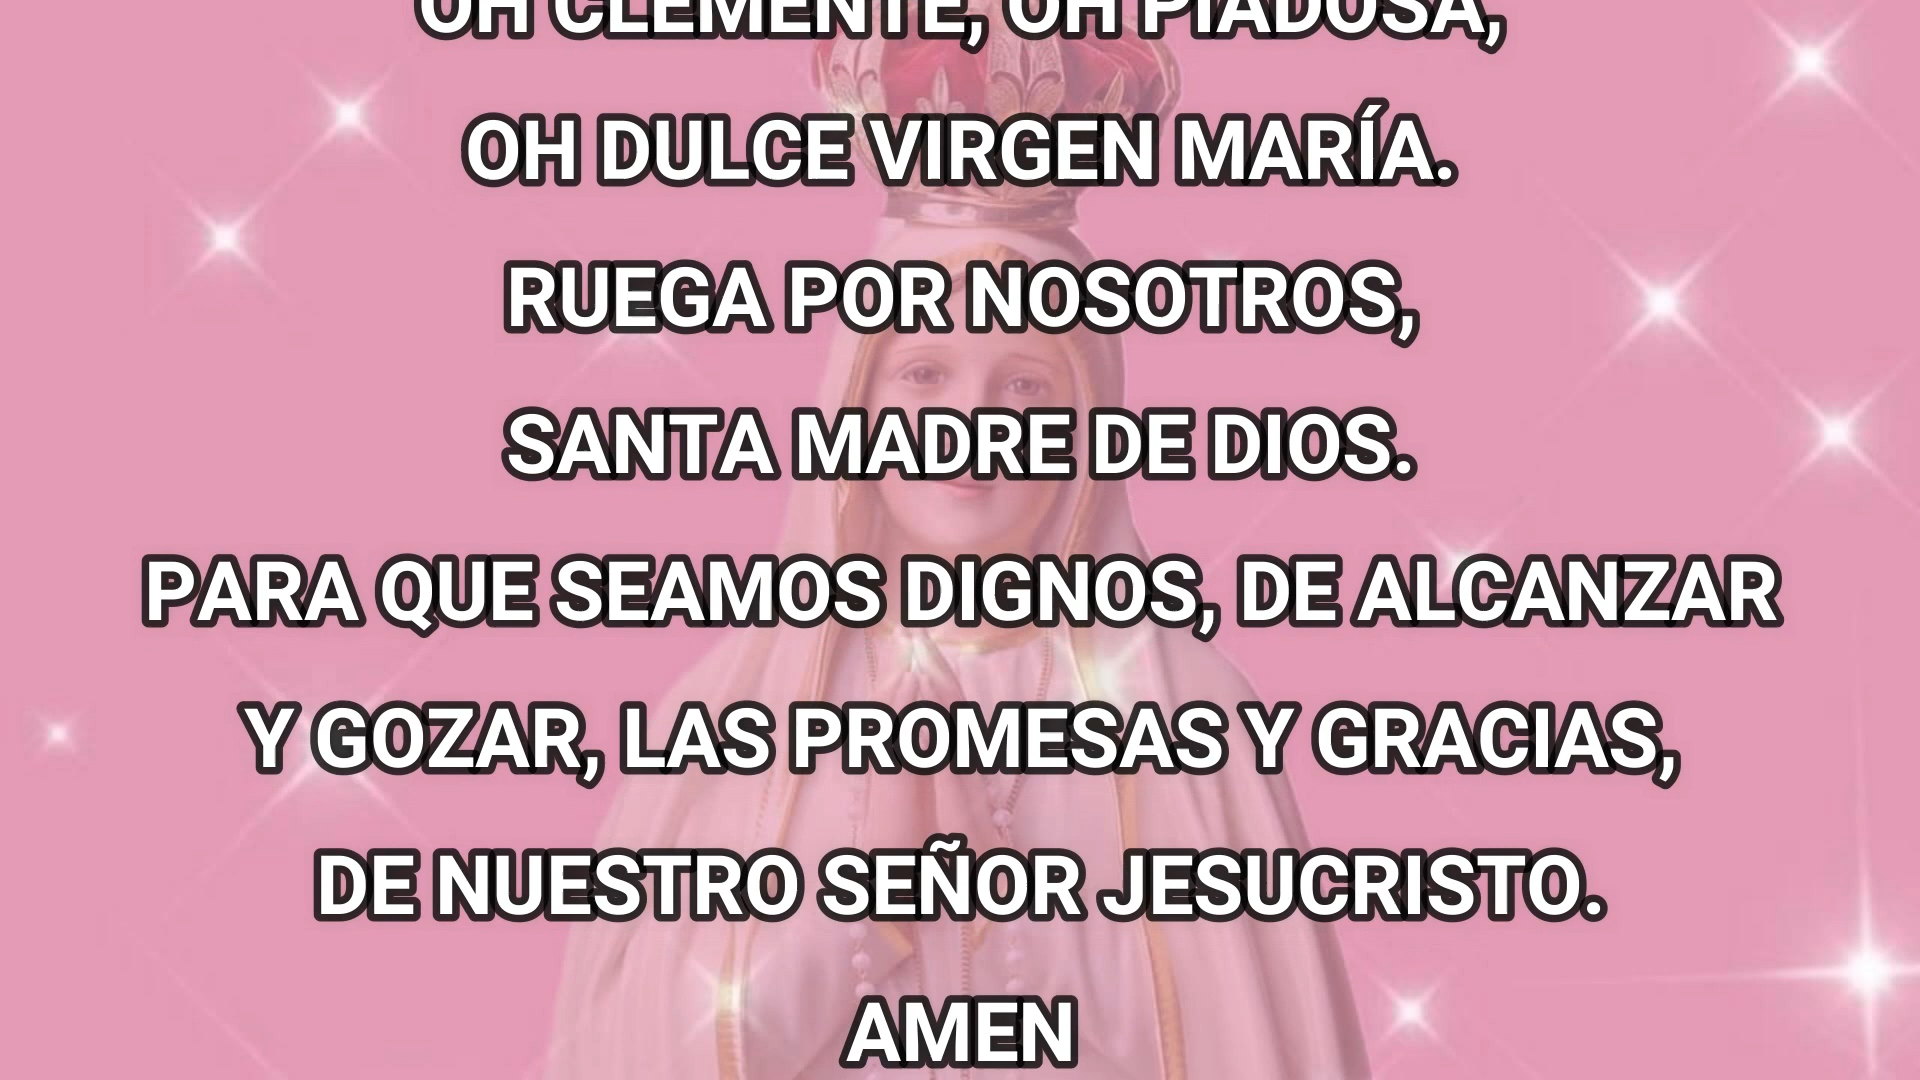 OH CLEMENTE, OH PIADOSA,
OH DULCE VIRGEN MARÍA.
RUEGA POR NOSOTROS,
SANTA MADRE DE DIOS.
PARA QUE SEAMOS DIGNOS, DE ALCANZAR
Y GOZAR, LAS PROMESAS Y GRACIAS,
DE NUESTRO SEÑOR JESUCRISTO.
AMEN